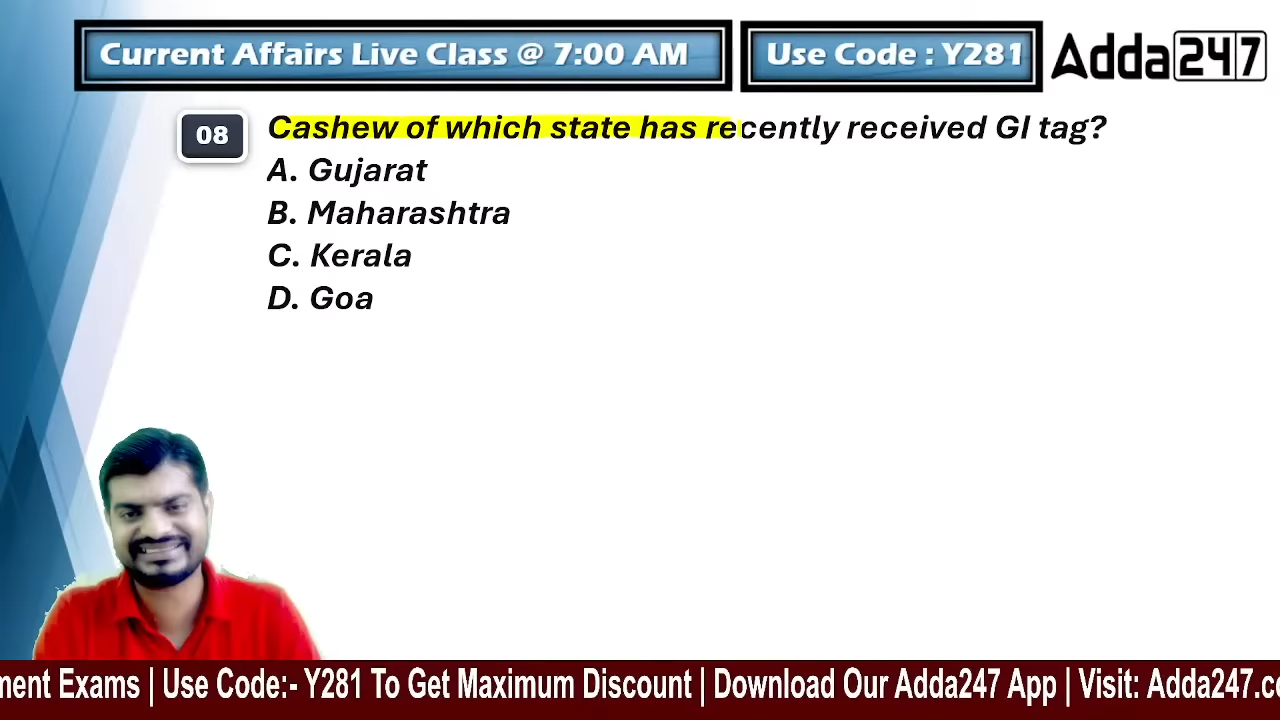 Current Affairs Live Class @ 7:00 AM
Use Code : Y281
Adda247
08
Cashew of which state has recently received GI tag?
A. Gujarat
B. Maharashtra
C. Kerala
D. Goa
ment Exams | Use Code:- Y281 To Get Maximum Discount | Download Our Adda247 App | Visit: Adda247.co